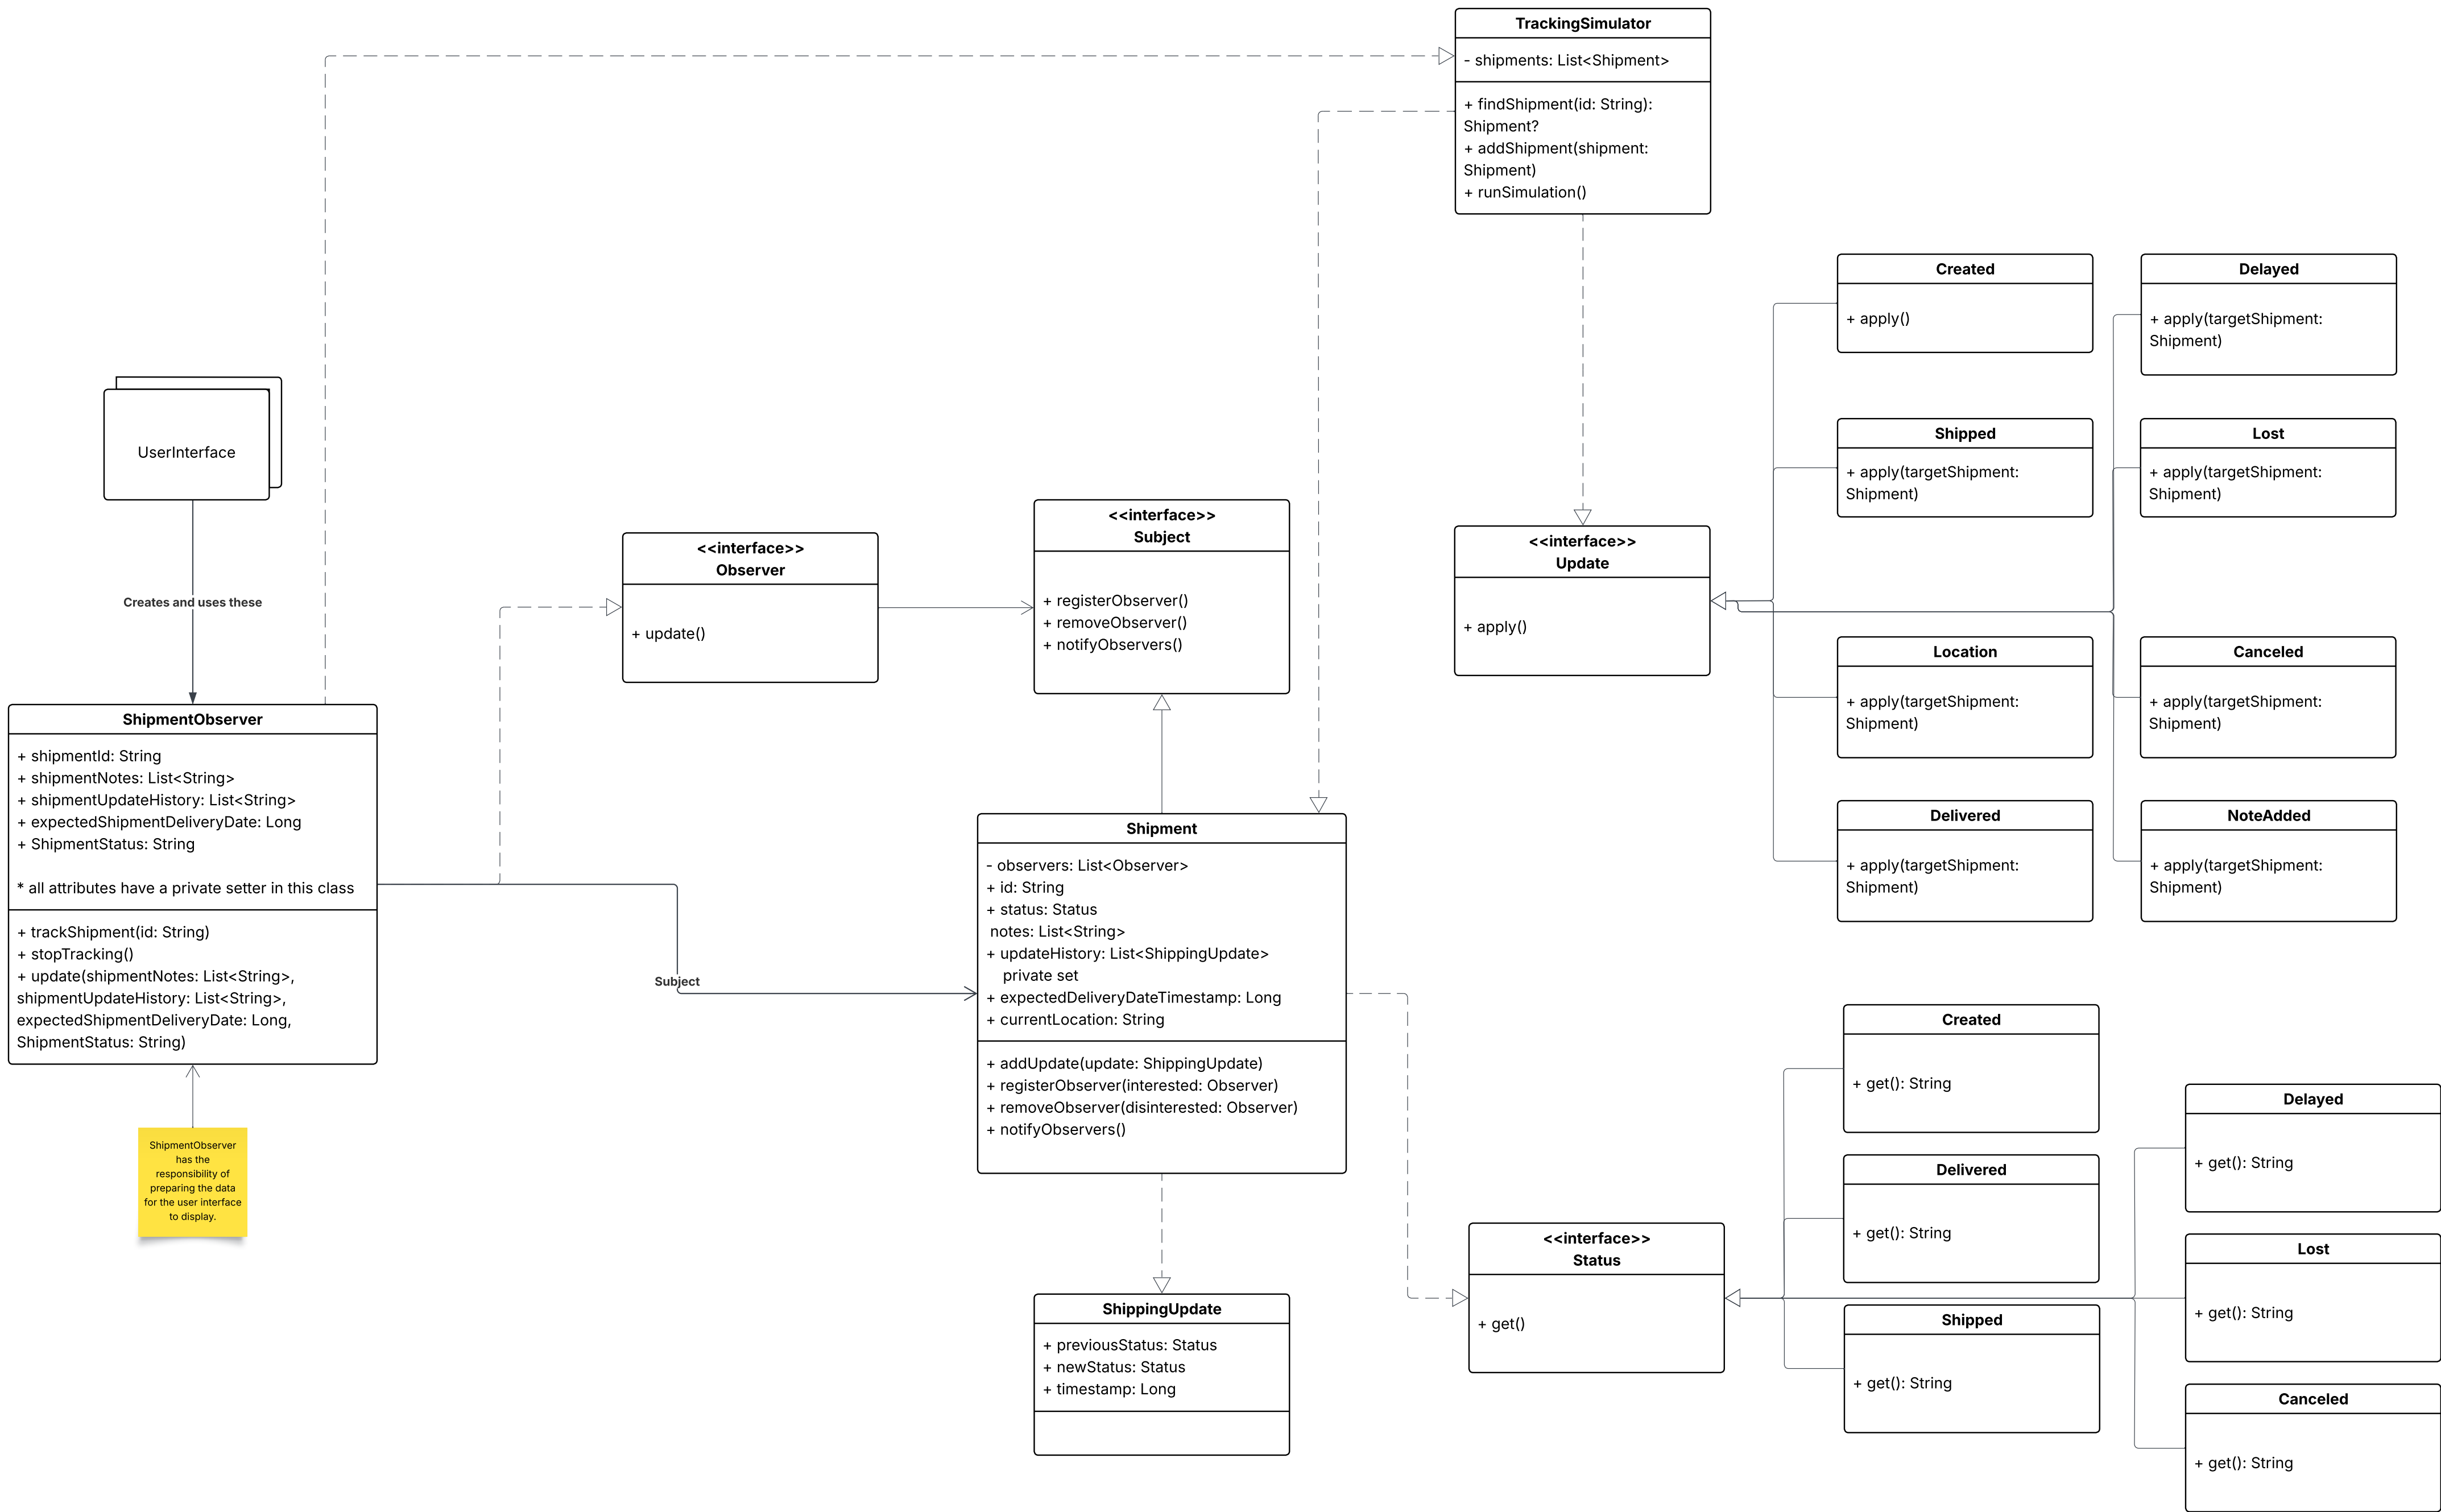 TrackingSimulator
- shipments: List<Shipment>
+ findShipment(id: String):
Shipment?
+ addShipment(shipment:
Shipment)
+ runSimulation()
Created
+ apply()
Delayed
+ apply(targetShipment:
Shipment)
Shipped
+ apply(targetShipment:
Shipment)
Lost
+ apply(targetShipment:
Shipment)
UserInterface
Creates and uses these
<<interface>>
Observer
+ update()
<<interface>>
Subject
+ registerObserver()
+ removeObserver()
+ notifyObservers()
<<interface>>
Update
+ apply()
Location
+ apply(targetShipment:
Shipment)
Canceled
+ apply(targetShipment:
Shipment)
Delivered
+ apply(targetShipment:
Shipment)
NoteAdded
+ apply(targetShipment:
Shipment)
ShipmentObserver
+ shipmentId: String
+ shipmentNotes: List<String>
+ shipmentUpdateHistory: List<String>
+ expectedShipmentDeliveryDate: Long
+ ShipmentStatus: String
* all attributes have a private setter in this class
+ trackShipment(id: String)
+ stopTracking()
+ update(shipmentNotes: List<String>,
shipmentUpdateHistory: List<String>,
expectedShipmentDeliveryDate: Long,
ShipmentStatus: String)
Subject
Shipment
- observers: List<Observer>
+ id: String
+ status: Status
notes: List<String>
+ updateHistory: List<ShippingUpdate>
private set
+ expectedDeliveryDateTimestamp: Long
+ currentLocation: String
+ addUpdate(update: ShippingUpdate)
+ registerObserver(interested: Observer)
+ removeObserver(disinterested: Observer)
+ notifyObservers()
ShipmentObserver
has the
responsibility of
preparing the data
for the user interface
to display.
ShippingUpdate
+ previousStatus: Status
+ newStatus: Status
+ timestamp: Long
<<interface>>
Status
+ get()
Created
+ get(): String
Delivered
+ get(): String
Shipped
+ get(): String
Delayed
+ get(): String
Lost
+ get(): String
Canceled
+ get(): String